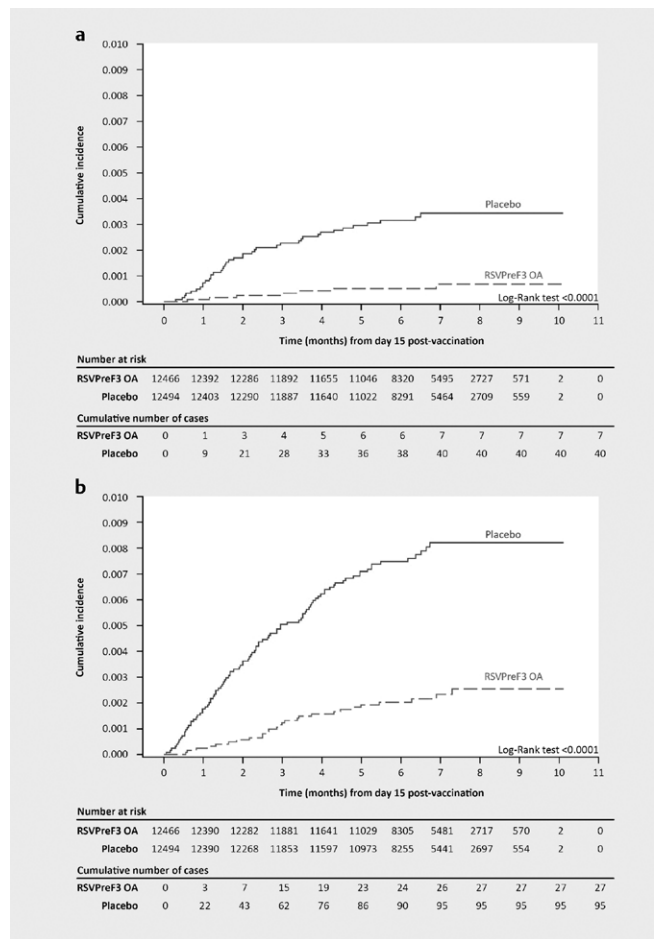 a
0.010
0.009
0.008
0.007
0.006
0.005
0.004
0.003
0.002
0.001
0.000
Cumulative incidence
Placebo
RSVPreF3 OA
Log-Rank test <0.0001
0 1 2 3 4 5 6 7 8 9 10 11
Time (months) from day 15 post-vaccination
Number at risk
RSVPreF3 OA 12466 12392 12286 11892 11655 11046 8320 5495 2727 571 2 0
Placebo 12494 12403 12290 11887 11640 11022 8291 5464 2709 559 2 0
Cumulative number of cases
RSVPreF3 OA 0 1 3 4 5 6 6 7 7 7 7 7
Placebo 0 9 21 28 33 36 38 40 40 40 40 40
b
0.010
0.009
0.008
0.007
0.006
0.005
0.004
0.003
0.002
0.001
0.000
Cumulative incidence
Placebo
RSVPreF3 OA
Log-Rank test <0.0001
0 1 2 3 4 5 6 7 8 9 10 11
Time (months) from day 15 post-vaccination
Number at risk
RSVPreF3 OA 12466 12390 12282 11881 11641 11029 8305 5481 2717 570 2 0
Placebo 12494 12390 12268 11853 11597 10973 8255 5441 2697 554 2 0
Cumulative number of cases
RSVPreF3 OA 0 3 7 15 19 23 24 26 27 27 27 27
Placebo 0 22 43 62 76 86 90 95 95 95 95 95